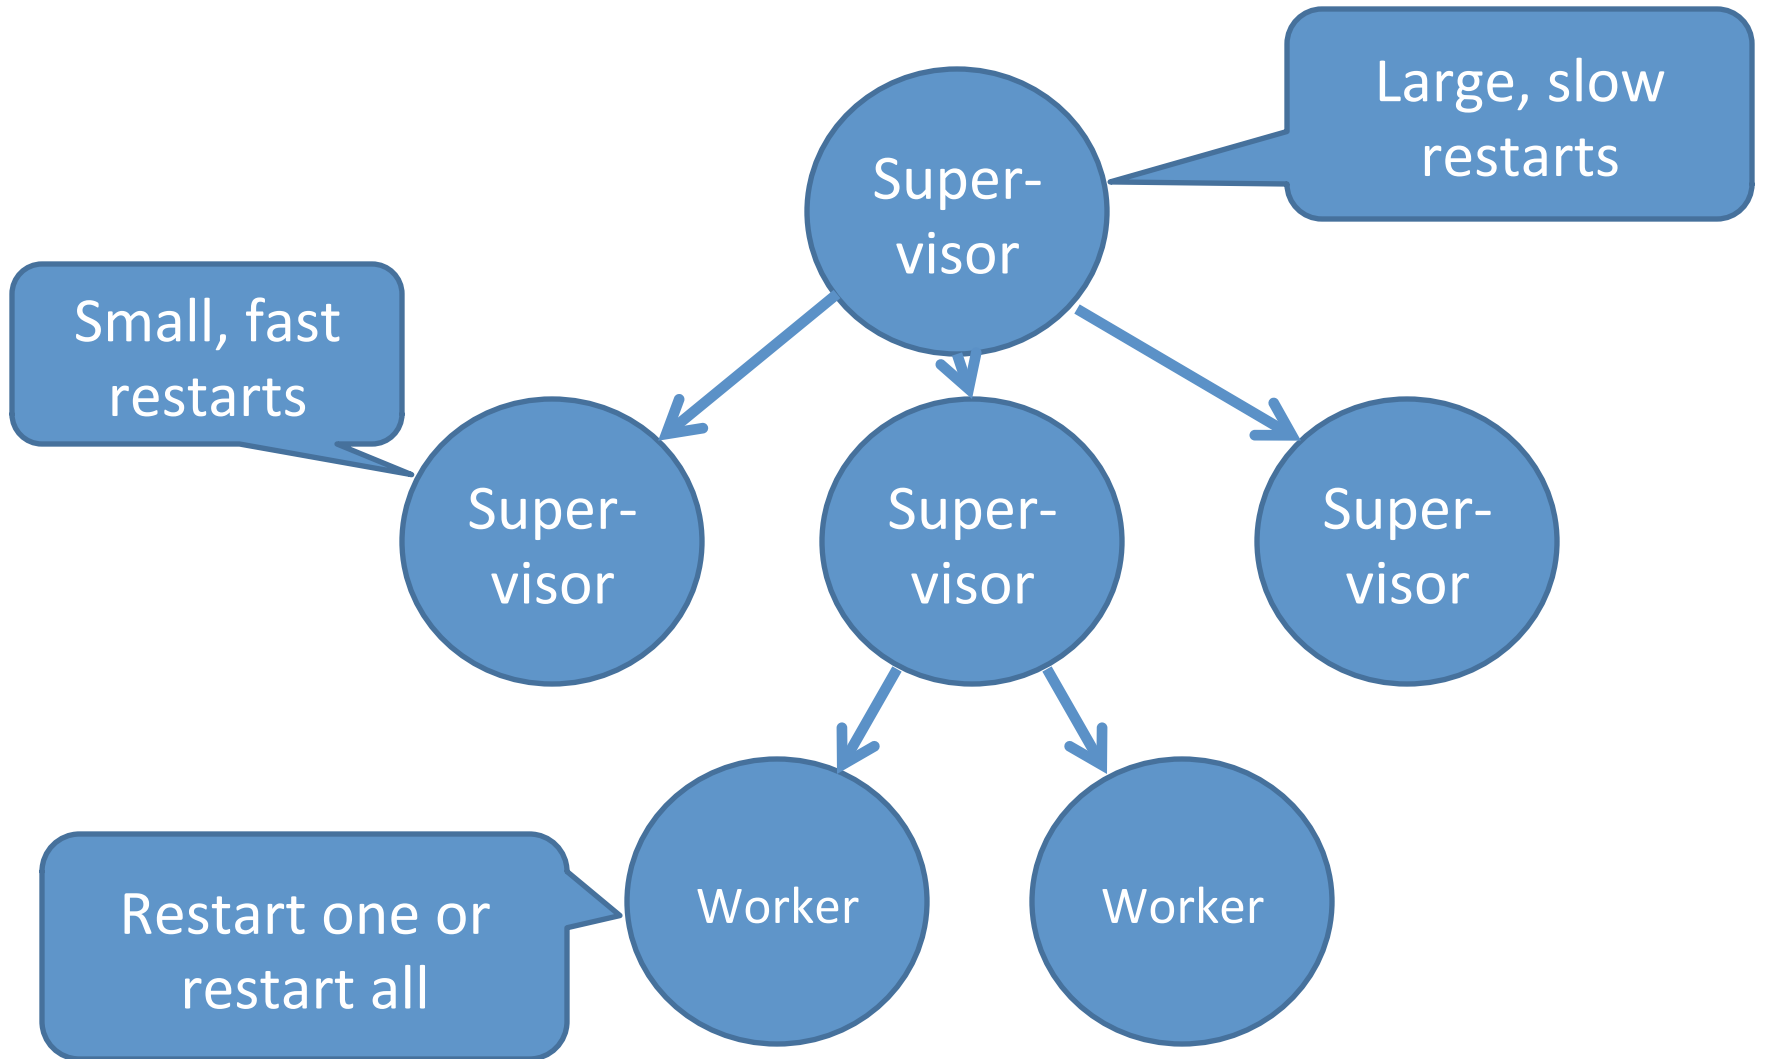 Large, slow
restarts
Super-
visor
Small, fast
restarts
Super-
visor
Super-
visor
Super-
visor
Restart one or
restart all
Worker
Worker